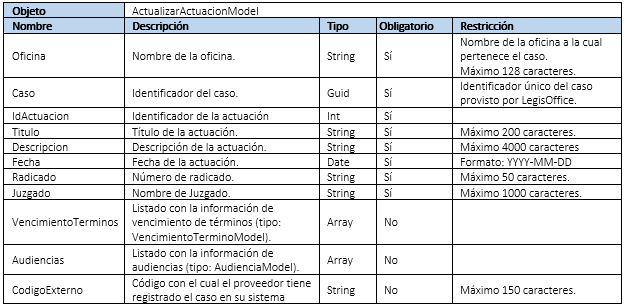 Objeto ActualizarActuacionModel
Nombre Descripción Tipo Obligatorio Restricción
Oficina Nombre de la oficina. String Sí Nombre de la oficina a la cual
pertenece el caso.
Máximo 128 caracteres.
Caso Identificador del caso. Guid Sí Identificador único del caso
provisto por LegisOffice.
IdActuacion Identificador de la actuación Int Sí
Titulo Título de la actuación. String Sí Máximo 200 caracteres.
Descripcion Descripción de la actuación. String Sí Máximo 4000 caracteres
Fecha Fecha de la actuación. Date Sí Formato: YYYY-MM-DD
Radicado Número de radicado. String Sí Máximo 50 caracteres.
Juzgado Nombre de Juzgado. String Sí Máximo 1000 caracteres.
VencimientoTerminos Listado con la información de
vencimiento de términos (tipo:
VencimientoTerminoModel). Array No
Audiencias Listado con la información de
audiencias (tipo: AudienciaModel). Array No
CodigoExterno Código con el cual el proveedor tiene
registrado el caso en su sistema String No Máximo 150 caracteres.